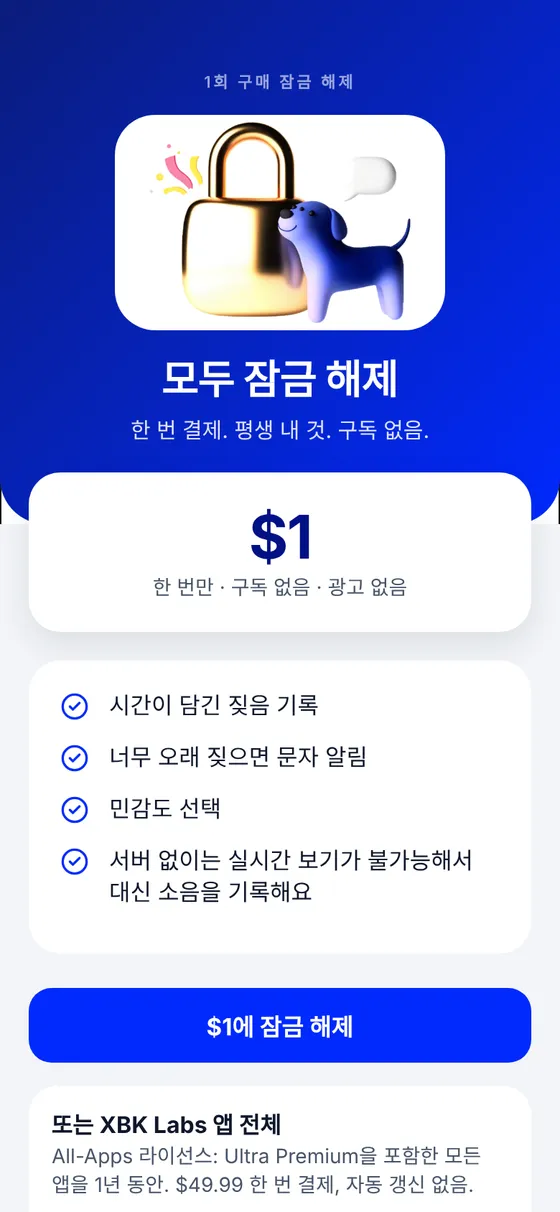 1회 구매 잠금 해제
모두 잠금 해제
한 번 결제. 평생 내 것. 구독 없음.
$1
한 번만 · 구독 없음 · 광고 없음
시간이 담긴 짖음 기록
너무 오래 짖으면 문자 알림
민감도 선택
서버 없이는 실시간 보기가 불가능해서
대신 소음을 기록해요
$1에 잠금 해제
또는 XBK Labs 앱 전체
All-Apps 라이선스: Ultra Premium을 포함한 모든
앱을 1년 동안. $49.99 한 번 결제, 자동 갱신 없음.